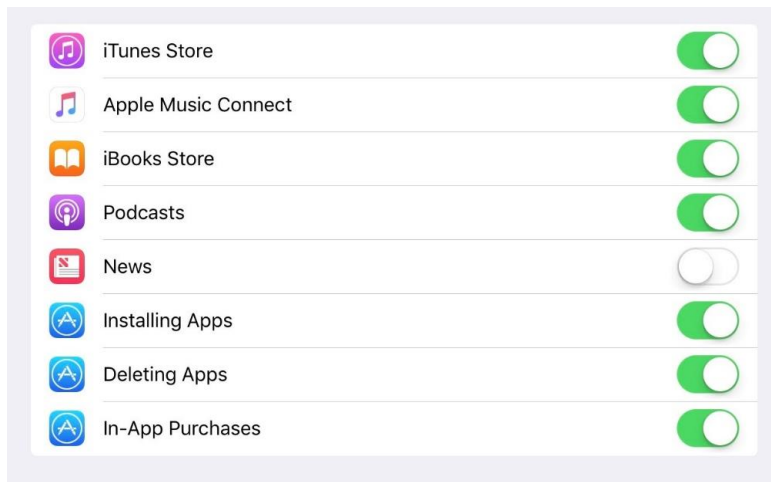 iTunes Store
Apple Music Connect
iBooks Store
Podcasts
News
Installing Apps
Deleting Apps
In-App Purchases